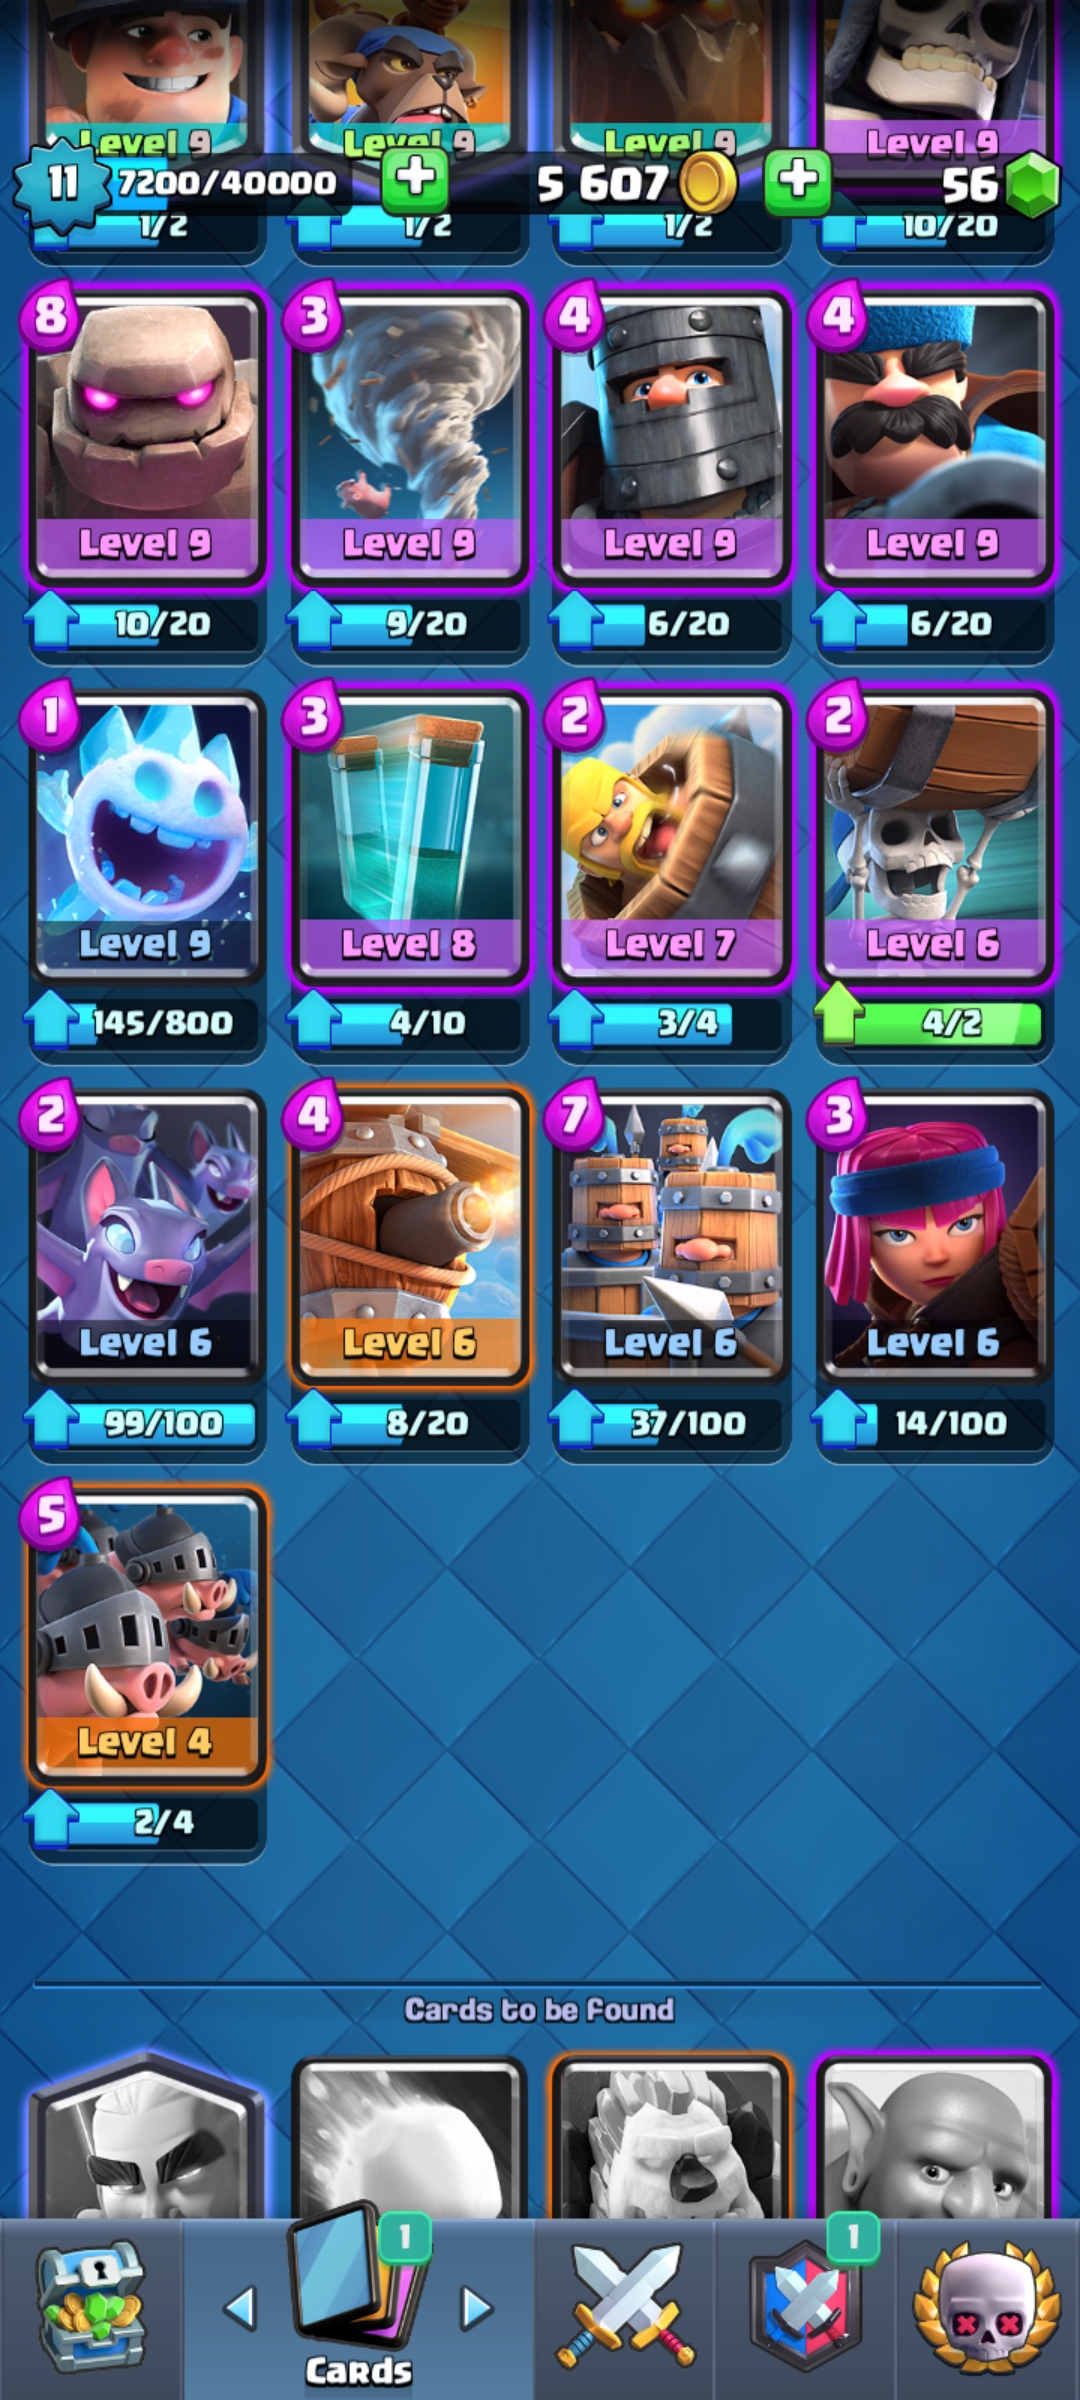 Level 9 Level 9 Level 9 Level 9
11 7200/40000 5 607 56
1/2 1/2 1/2 10/20
8 3 4 4
Level 9 Level 9 Level 9 Level 9
10/20 9/20 6/20 6/20
1 3 2 2
Level 9 Level 8 Level 7 Level 6
145/800 4/10 3/4 4/2
2 4 7 3
Level 6 Level 6 Level 6 Level 6
99/100 8/20 37/100 14/100
5
Level 4
2/4
Cards to be found
1 1
Cards